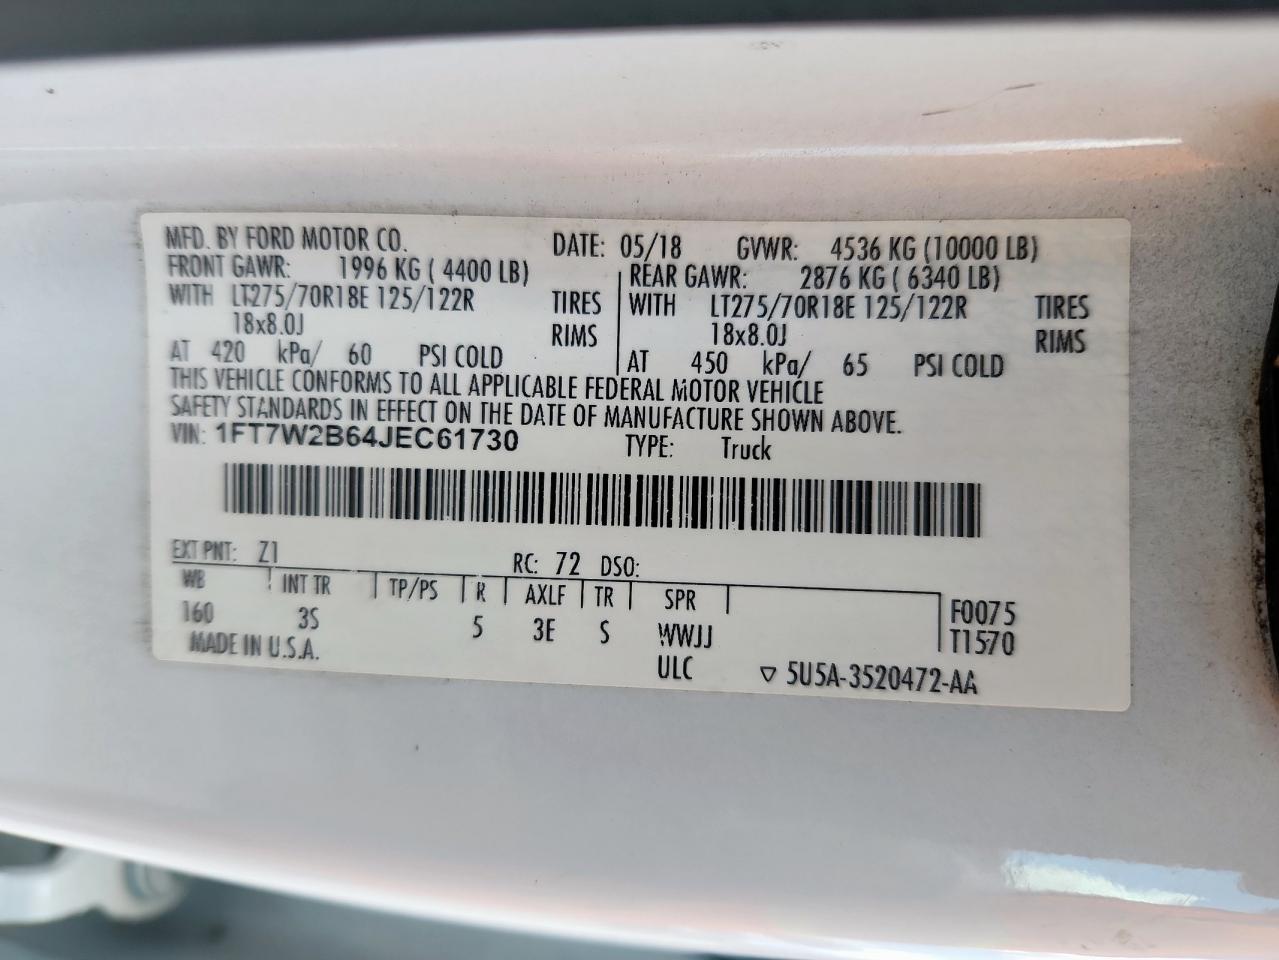 MFD. BY FORD MOTOR CO. DATE: 05/18 GVWR: 4536 KG (10000 LB)
FRONT GAWR: 1996 KG ( 4400 LB) REAR GAWR: 2876 KG ( 6340 LB)
WITH LT275/70R18E 125/122R TIRES WITH LT275/70R18E 125/122R TIRES
18x8.0J RIMS 18x8.0J RIMS
AT 420 kPa/ 60 PSI COLD AT 450 kPa/ 65 PSI COLD
THIS VEHICLE CONFORMS TO ALL APPLICABLE FEDERAL MOTOR VEHICLE
SAFETY STANDARDS IN EFFECT ON THE DATE OF MANUFACTURE SHOWN ABOVE.
VIN: 1FT7W2B64JEC61730 TYPE: Truck
EXT PNT: Z1 RC: 72 DSO:
WB INT TR TP/PS R AXLE TR SPR F0075
160 3S 5 3E S WWJJ T1570
MADE IN U.S.A. ULC ▽ 5U5A-3520472-AA